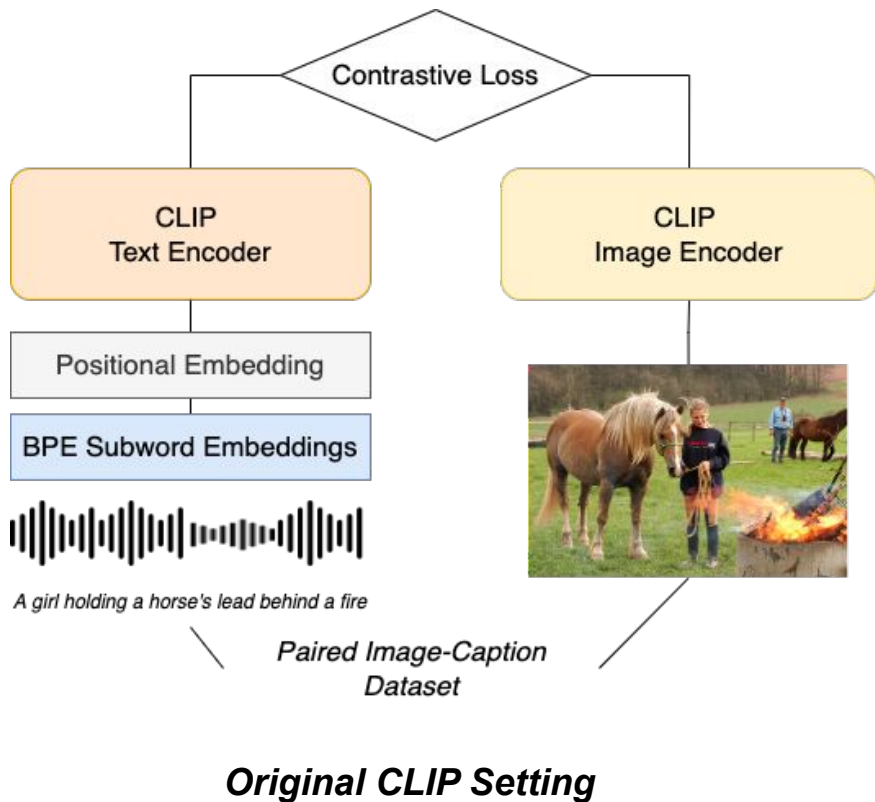 Contrastive Loss
CLIP
Text Encoder
CLIP
Image Encoder
Positional Embedding
BPE Subword Embeddings
A girl holding a horse's lead behind a fire
Paired Image-Caption
Dataset
Original CLIP Setting